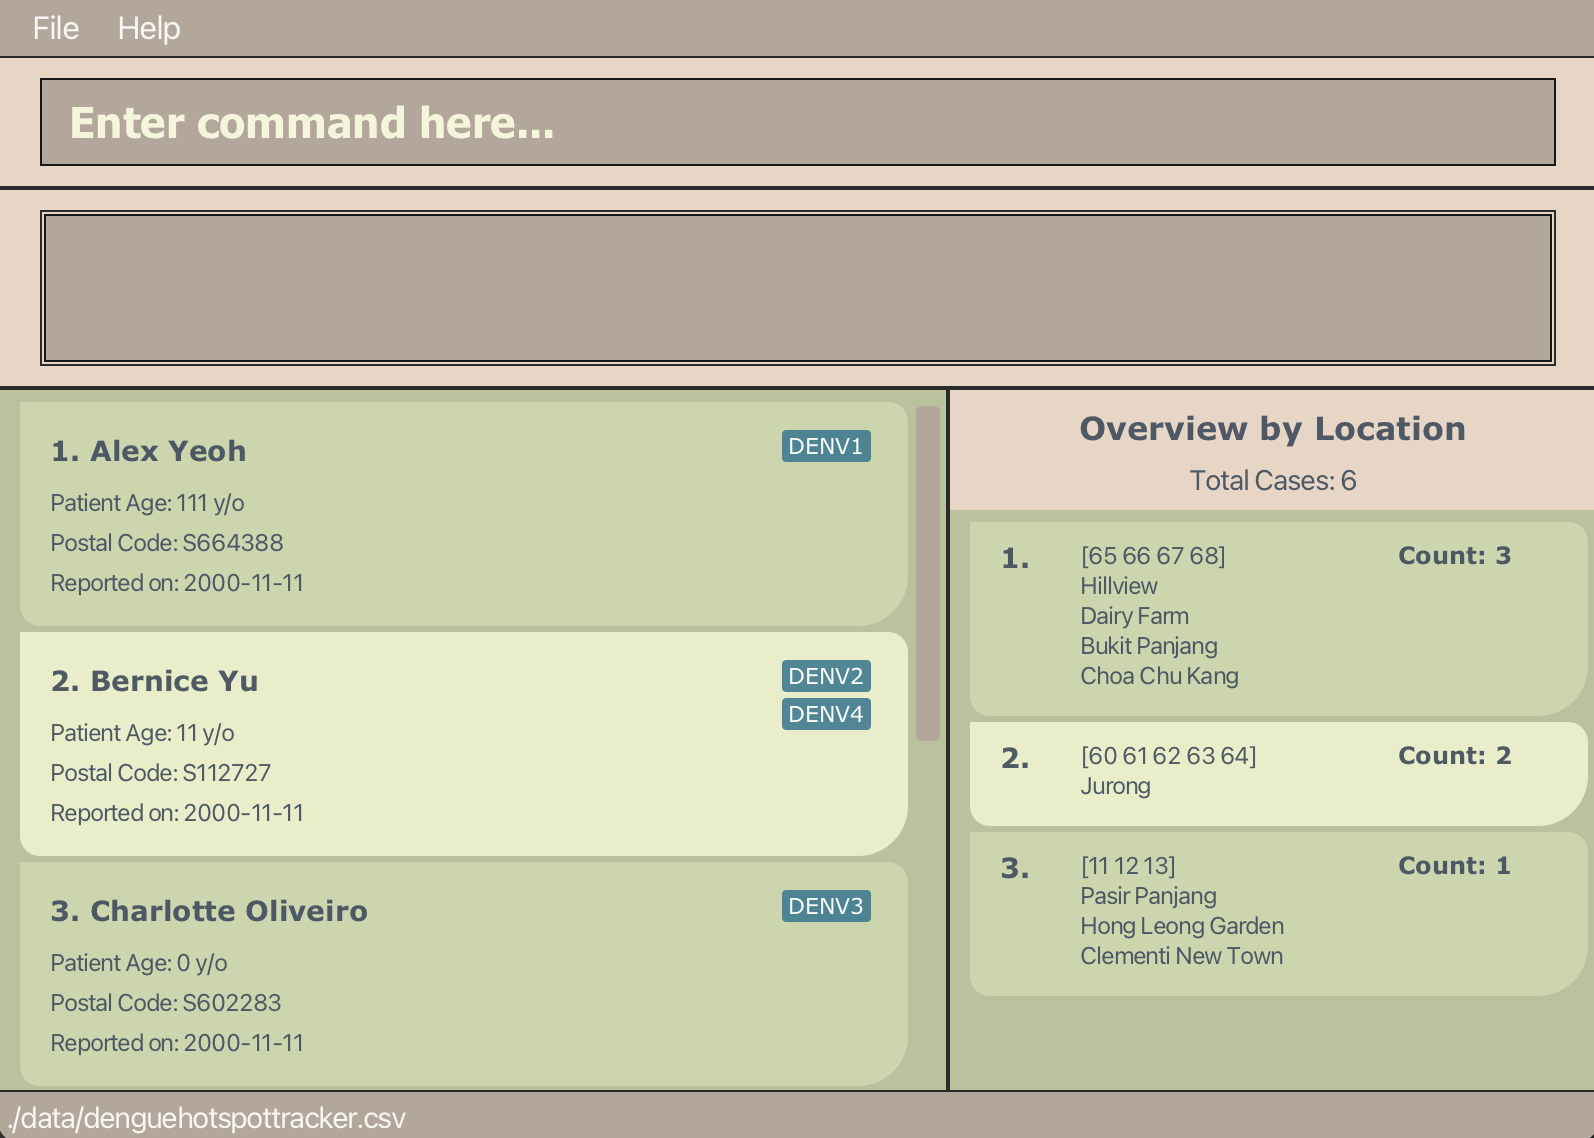 File Help
Enter command here...
1. Alex Yeoh
DENV1
Patient Age: 111 y/o
Postal Code: S664388
Reported on: 2000-11-11
2. Bernice Yu
DENV2
DENV4
Patient Age: 11 y/o
Postal Code: S112727
Reported on: 2000-11-11
3. Charlotte Oliveiro
DENV3
Patient Age: 0 y/o
Postal Code: S602283
Reported on: 2000-11-11
Overview by Location
Total Cases: 6
1. [65 66 67 68] Count: 3
Hillview
Dairy Farm
Bukit Panjang
Choa Chu Kang
2. [60 61 62 63 64] Count: 2
Jurong
3. [11 12 13] Count: 1
Pasir Panjang
Hong Leong Garden
Clementi New Town
./data/denguehotspottracker.csv